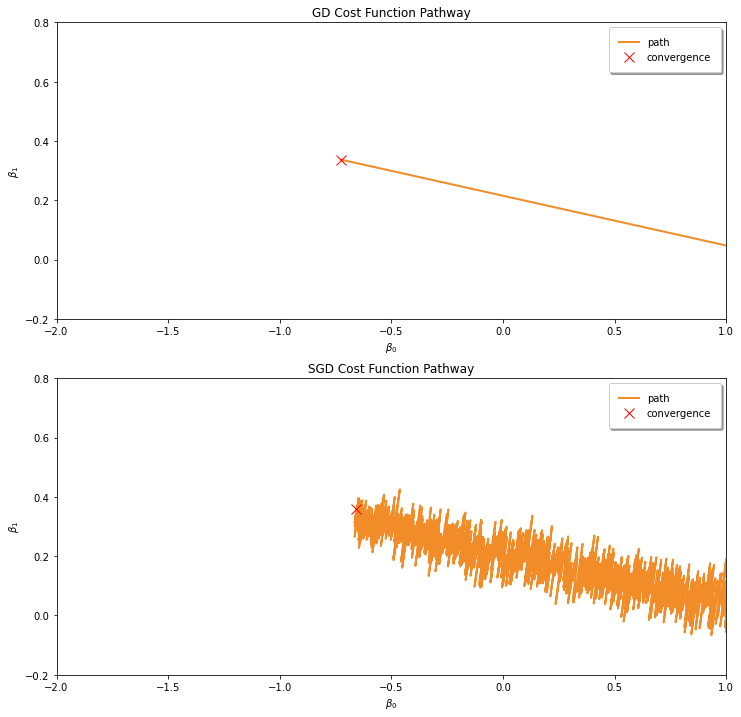 GD Cost Function Pathway
0.8
path
convergence
0.6
0.4
β₁
0.2
0.0
−0.2
−2.0 −1.5 −1.0 −0.5 0.0 0.5 1.0
β₀
SGD Cost Function Pathway
0.8
path
convergence
0.6
0.4
β₁
0.2
0.0
−0.2
−2.0 −1.5 −1.0 −0.5 0.0 0.5 1.0
β₀